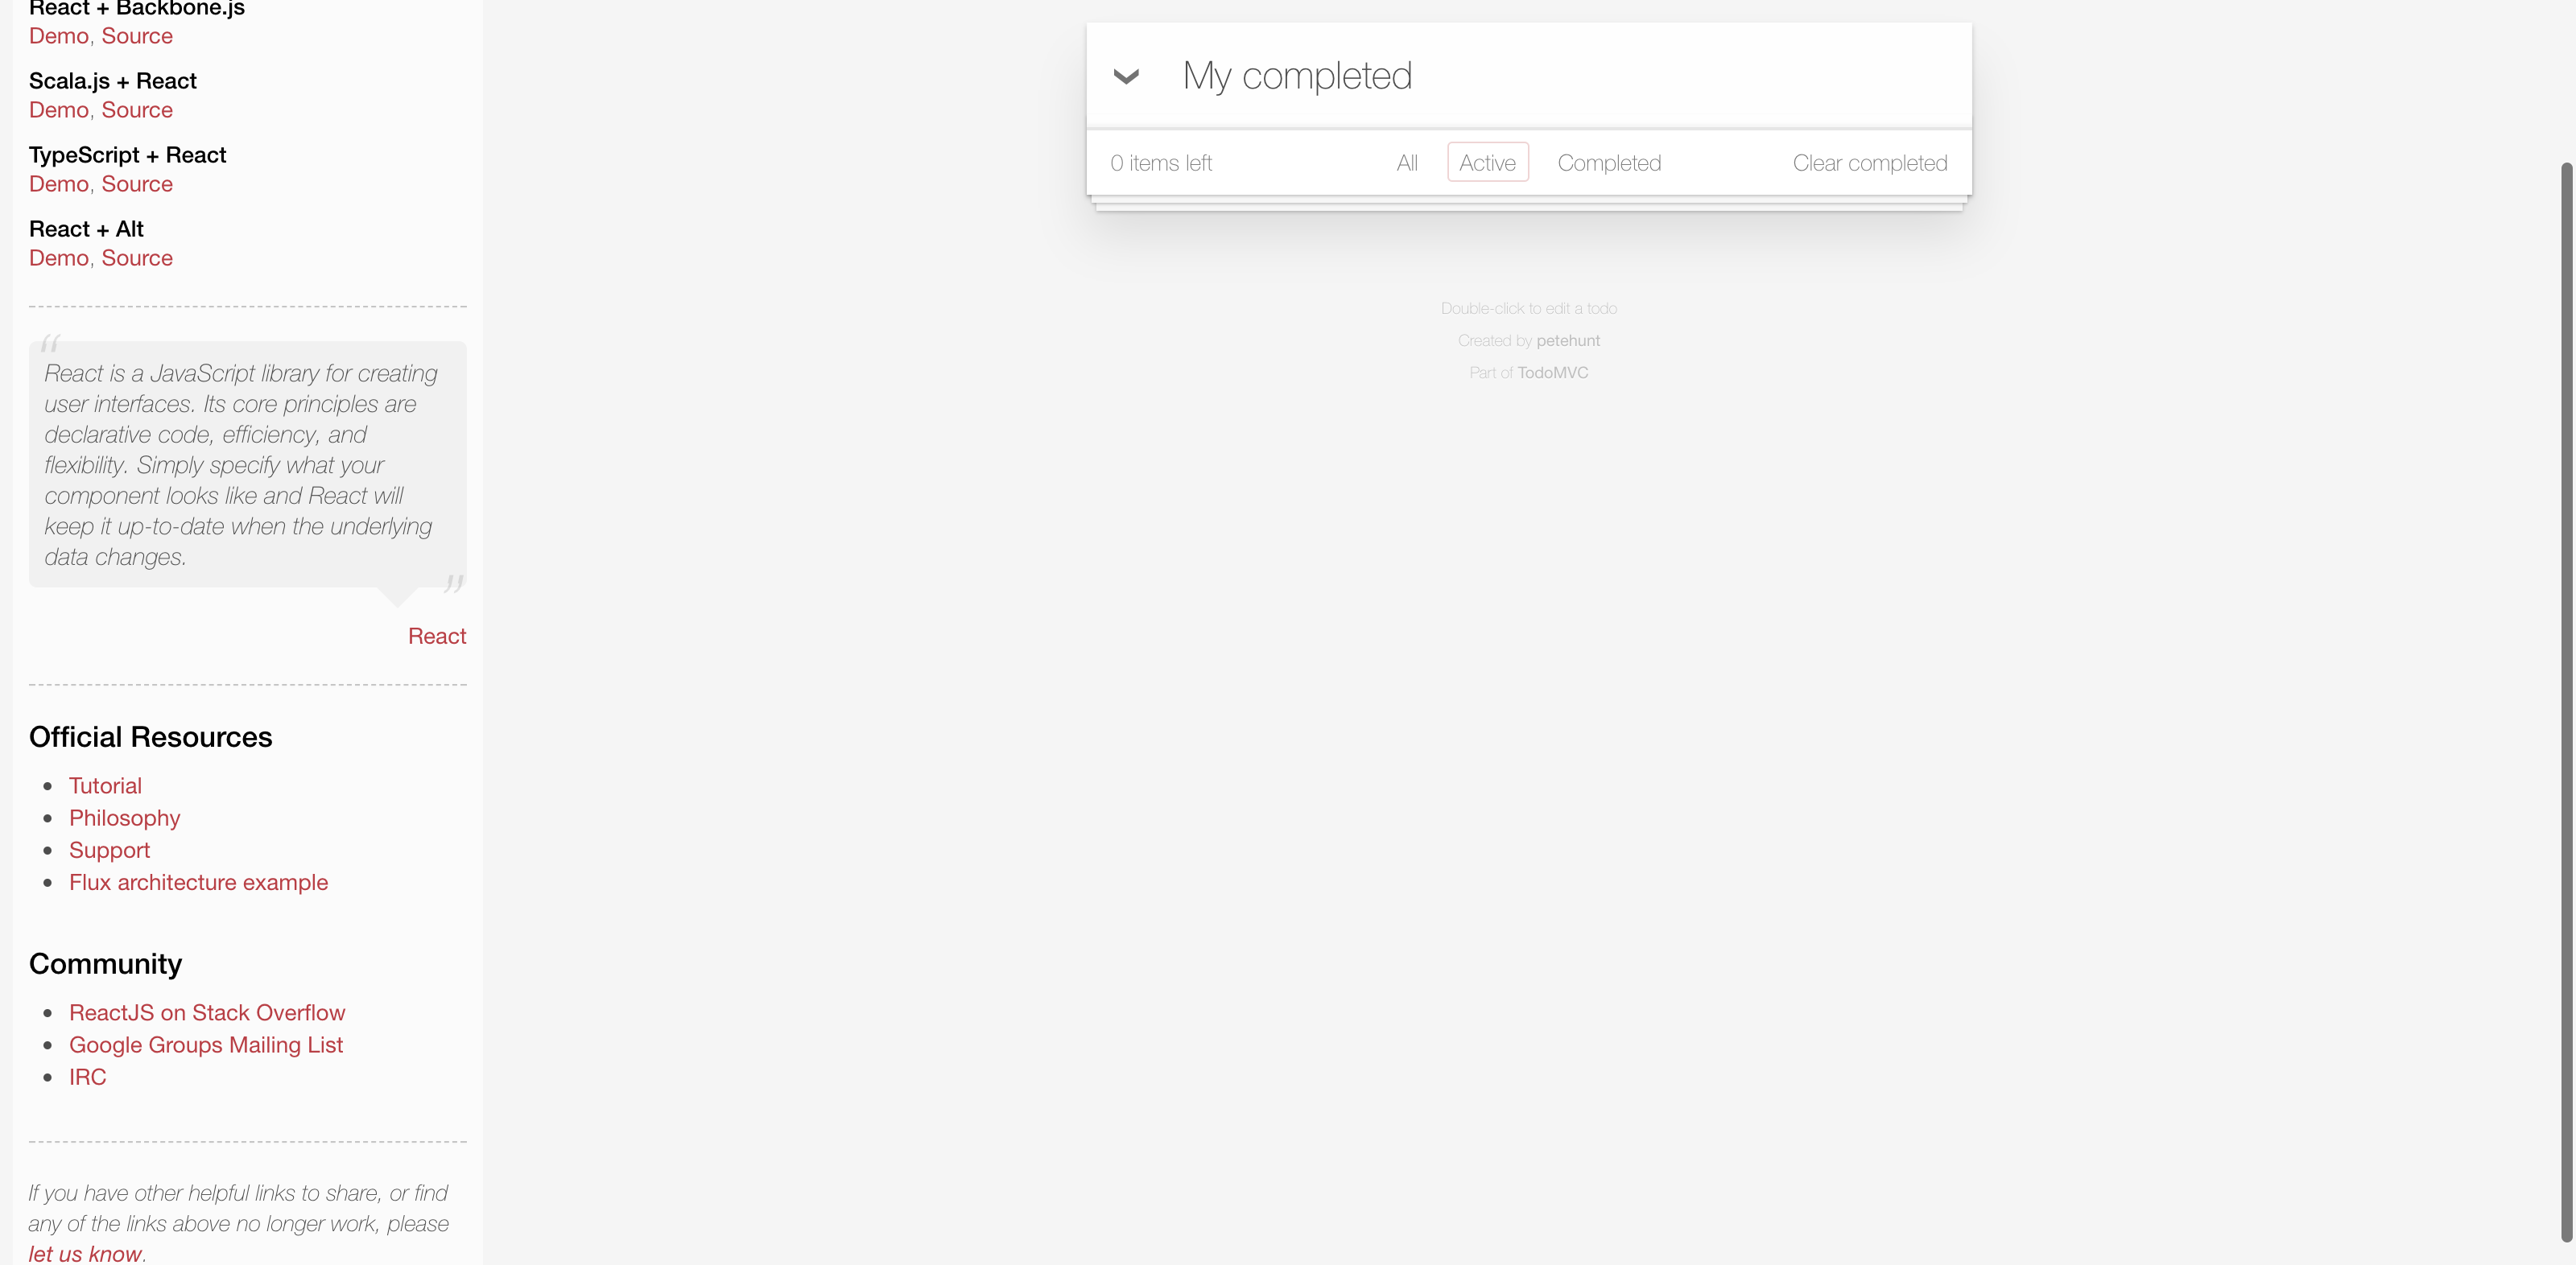 React + Backbone.js
Demo, Source
Scala.js + React
Demo, Source
TypeScript + React
Demo, Source
React + Alt
Demo, Source
“
React is a JavaScript library for creating
user interfaces. Its core principles are
declarative code, efficiency, and
flexibility. Simply specify what your
component looks like and React will
keep it up-to-date when the underlying
data changes.
”
React
Official Resources
• Tutorial
• Philosophy
• Support
• Flux architecture example
Community
• ReactJS on Stack Overflow
• Google Groups Mailing List
• IRC
If you have other helpful links to share, or find
any of the links above no longer work, please
let us know.
My completed
0 items left All Active Completed Clear completed
Double-click to edit a todo
Created by petehunt
Part of TodoMVC